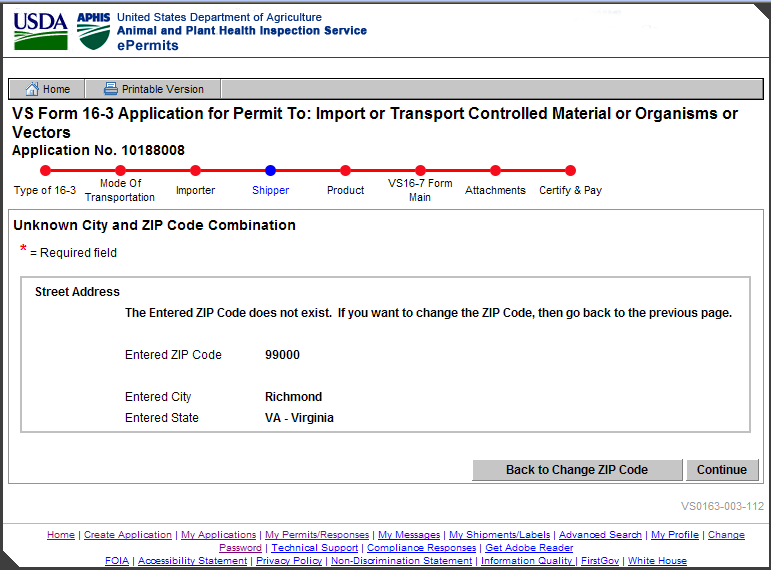 USDA APHIS United States Department of Agriculture
Animal and Plant Health Inspection Service
ePermits
Home Printable Version
VS Form 16-3 Application for Permit To: Import or Transport Controlled Material or Organisms or
Vectors
Application No. 10188008
Type of 16-3 Mode Of Transportation Importer Shipper Product VS16-7 Form Main Attachments Certify & Pay
Unknown City and ZIP Code Combination
* = Required field
Street Address
The Entered ZIP Code does not exist. If you want to change the ZIP Code, then go back to the previous page.
Entered ZIP Code 99000
Entered City Richmond
Entered State VA - Virginia
Back to Change ZIP Code Continue
VS0163-003-112
Home | Create Application | My Applications | My Permits/Responses | My Messages | My Shipments/Labels | Advanced Search | My Profile | Change
Password | Technical Support | Compliance Responses | Get Adobe Reader
FOIA | Accessibility Statement | Privacy Policy | Non-Discrimination Statement | Information Quality | FirstGov | White House